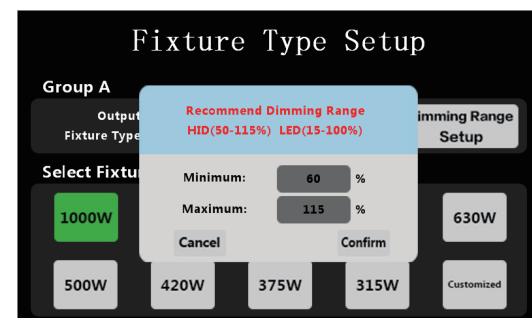 Fixture Type Setup
Group A
Output
Fixture Type
Recommend Dimming Range
HID(50-115%) LED(15-100%)
imming Range
Setup
Select Fixtu
Minimum: 60 %
Maximum: 115 %
Cancel Confirm
1000W 630W
500W 420W 375W 315W Customized